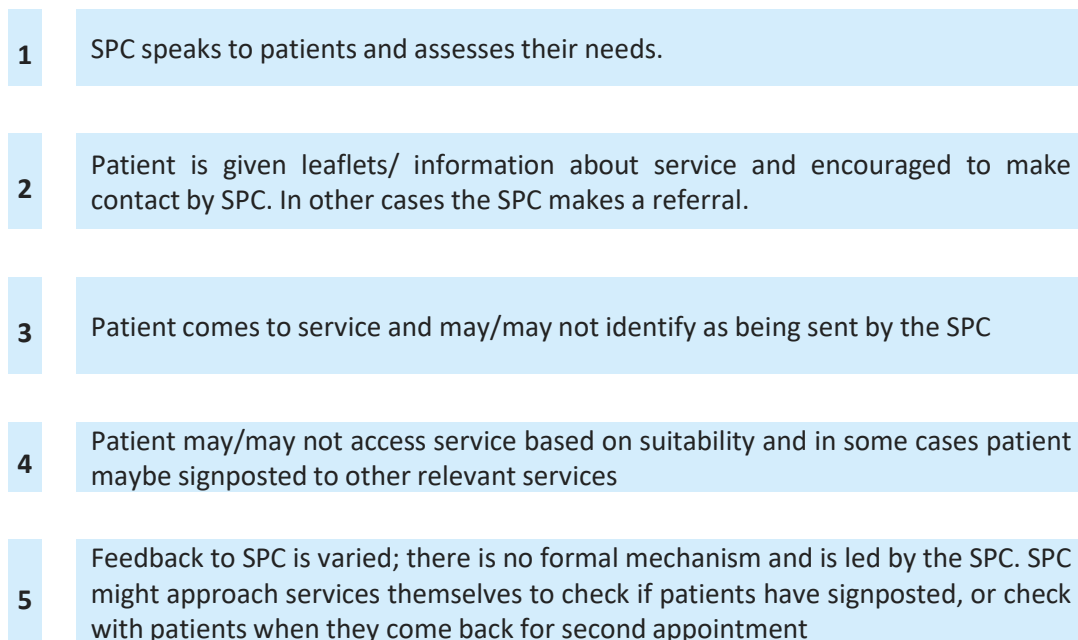 1
SPC speaks to patients and assesses their needs.
2
Patient is given leaflets/ information about service and encouraged to make
contact by SPC. In other cases the SPC makes a referral.
3
Patient comes to service and may/may not identify as being sent by the SPC
4
Patient may/may not access service based on suitability and in some cases patient
maybe signposted to other relevant services
5
Feedback to SPC is varied; there is no formal mechanism and is led by the SPC. SPC
might approach services themselves to check if patients have signposted, or check
with patients when they come back for second appointment